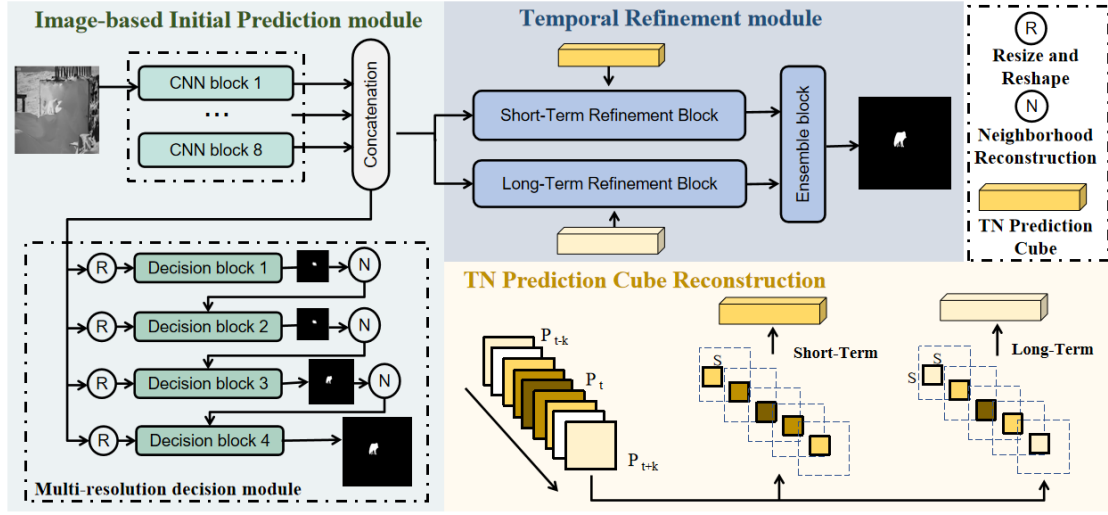 Image-based Initial Prediction module
CNN block 1
...
CNN block 8
Concatenation
R
Decision block 1
N
R
Decision block 2
N
R
Decision block 3
N
R
Decision block 4
Multi-resolution decision module
Temporal Refinement module
Short-Term Refinement Block
Long-Term Refinement Block
Ensemble block
R
Resize and
Reshape
N
Neighborhood
Reconstruction
TN Prediction
Cube
TN Prediction Cube Reconstruction
P t-k
P t
P t+k
Short-Term
S
S
Long-Term
S